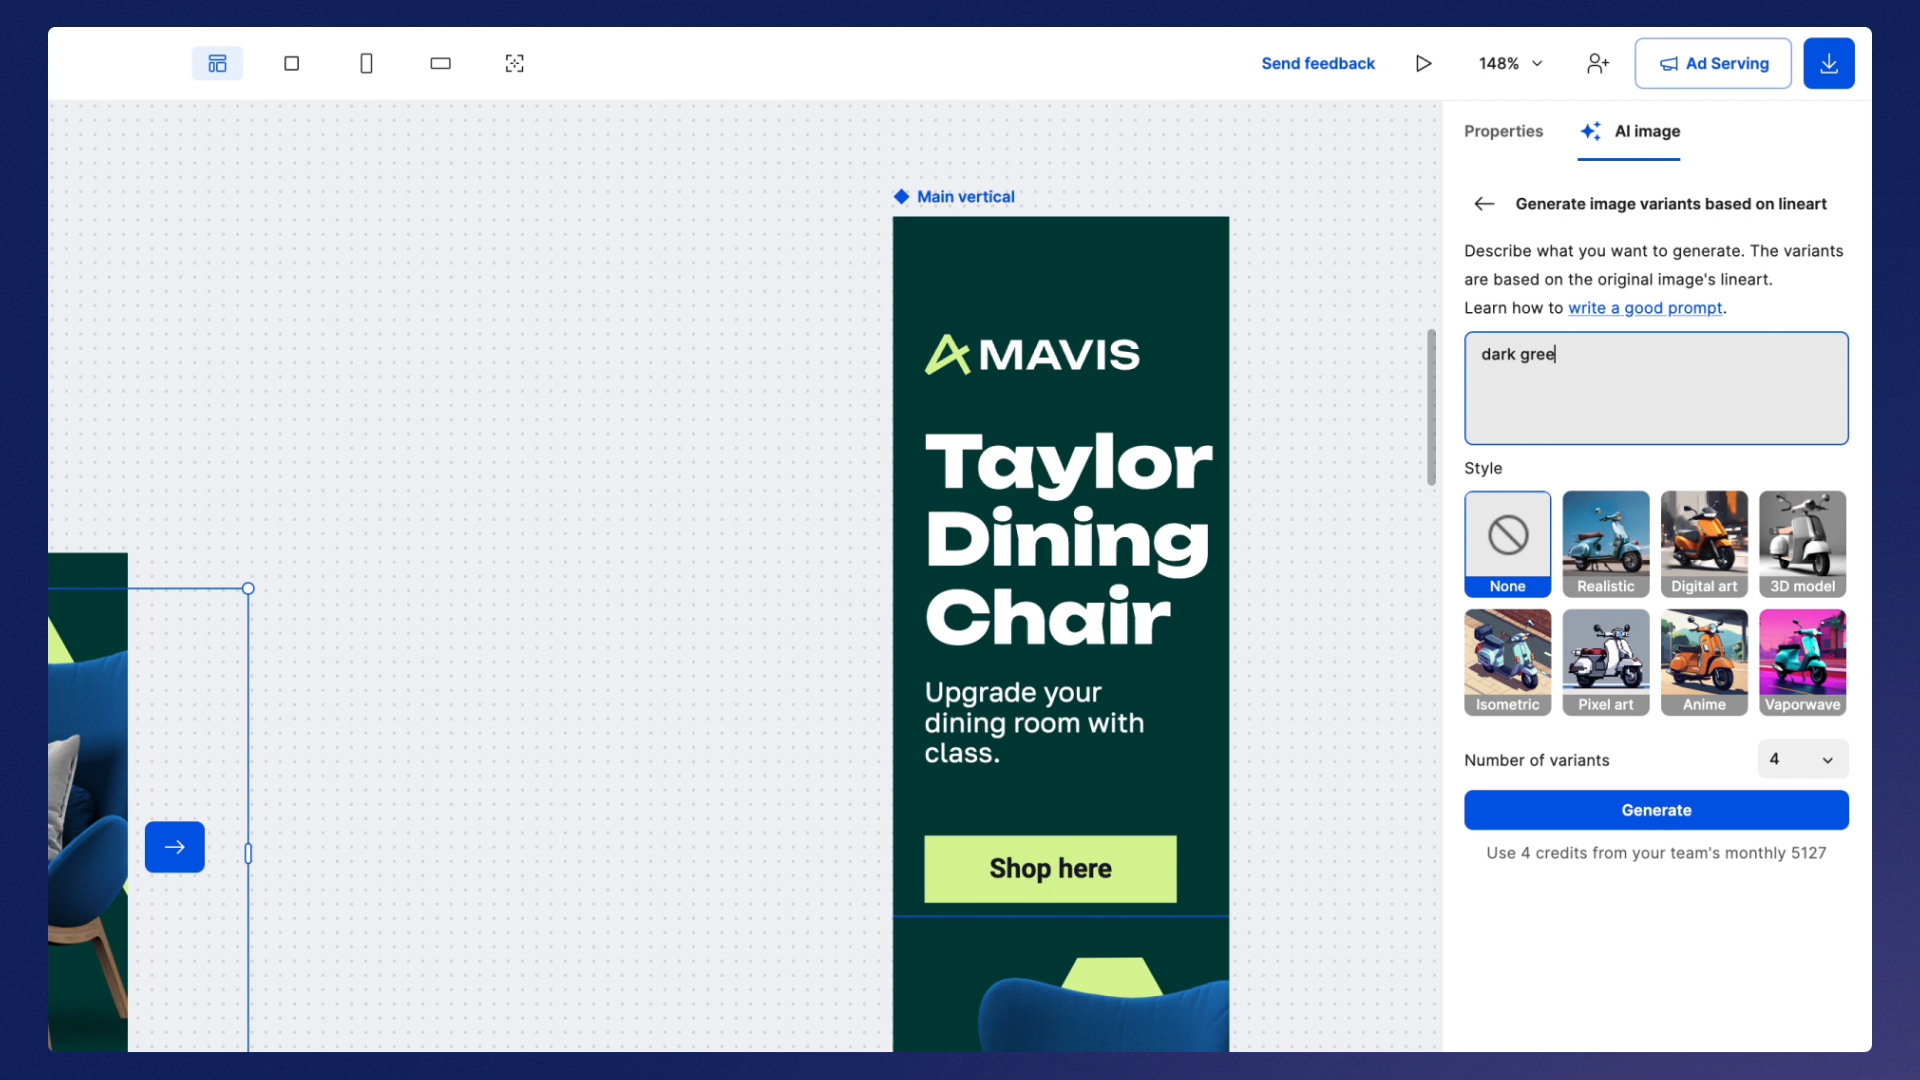 Send feedback
148%
Ad Serving
Properties
AI image
Main vertical
MAVIS
Taylor
Dining
Chair
Upgrade your
dining room with
class.
Shop here
Generate image variants based on lineart
Describe what you want to generate. The variants
are based on the original image's lineart.
Learn how to write a good prompt.
dark gree
Style
None
Realistic
Digital art
3D model
Isometric
Pixel art
Anime
Vaporwave
Number of variants
4
Generate
Use 4 credits from your team's monthly 5127